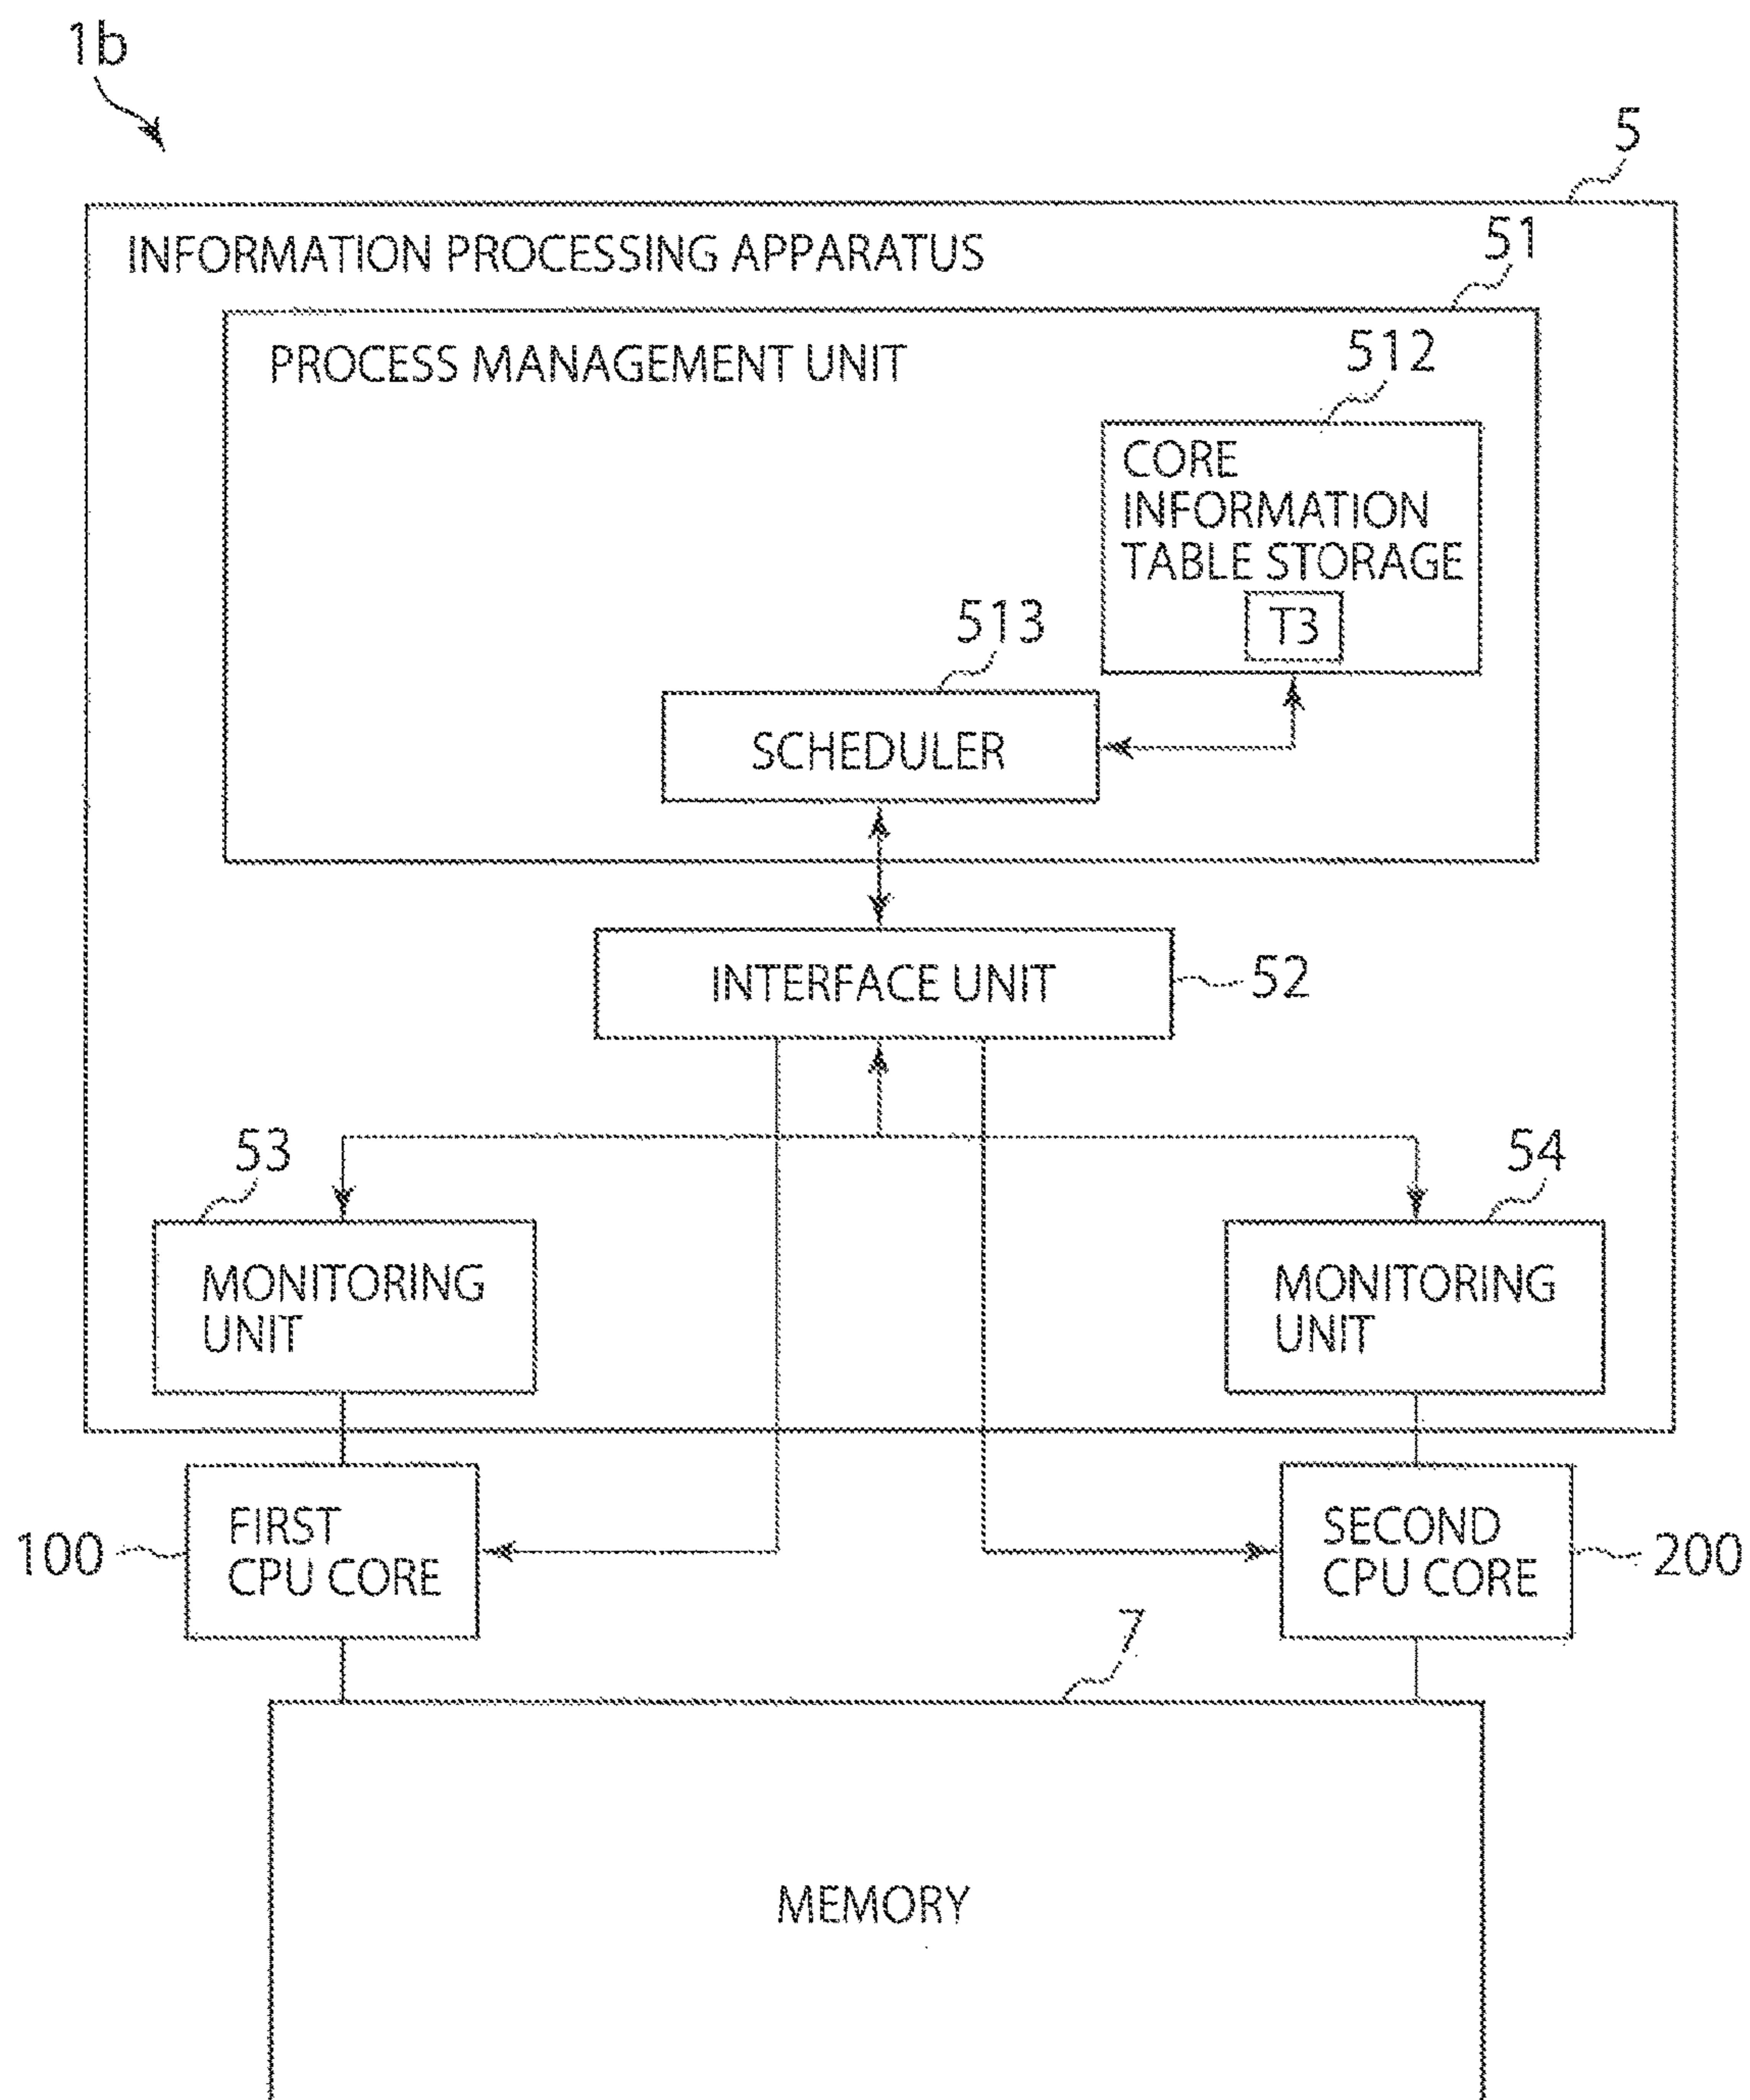 1b
5
INFORMATION PROCESSING APPARATUS
51
PROCESS MANAGEMENT UNIT
512
CORE
INFORMATION
TABLE STORAGE
T3
513
SCHEDULER
INTERFACE UNIT
52
53
54
MONITORING
UNIT
MONITORING
UNIT
100
FIRST
CPU CORE
SECOND
CPU CORE
200
7
MEMORY